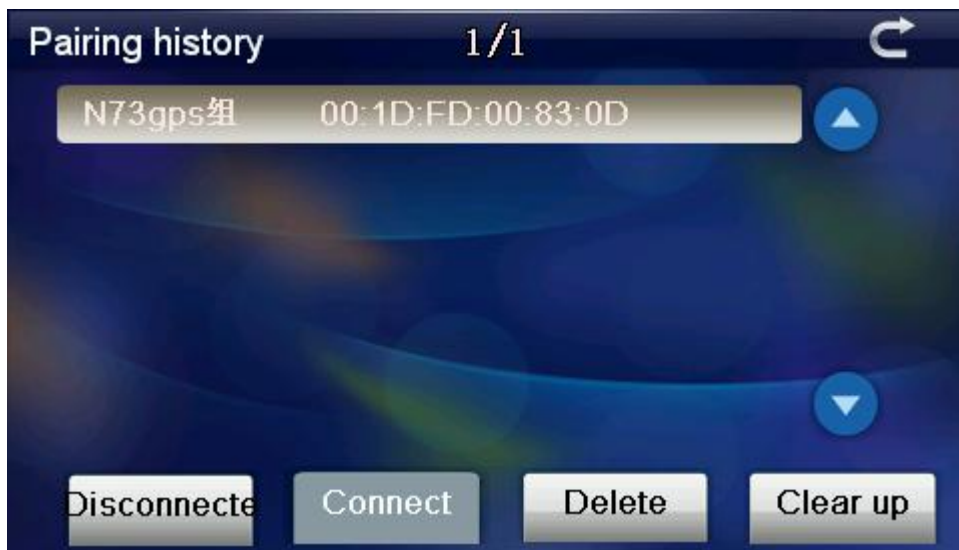 Pairing history 1/1
N73gps组 00:1D:FD:00:83:0D
Disconnecte Connect Delete Clear up